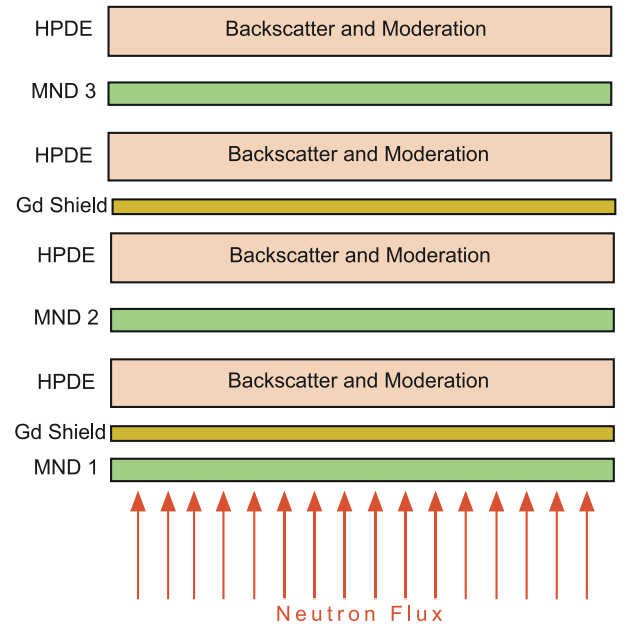 HPDE Backscatter and Moderation
MND 3
HPDE Backscatter and Moderation
Gd Shield
HPDE Backscatter and Moderation
MND 2
HPDE Backscatter and Moderation
Gd Shield
MND 1
Neutron Flux